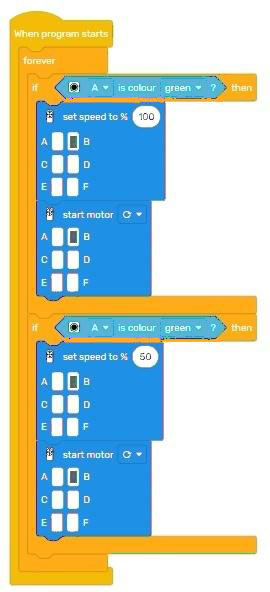 When program starts
forever
if A is colour green ? then
set speed to % 100
A B
C D
E F
start motor
A B
C D
E F
if A is colour green ? then
set speed to % 50
A B
C D
E F
start motor
A B
C D
E F